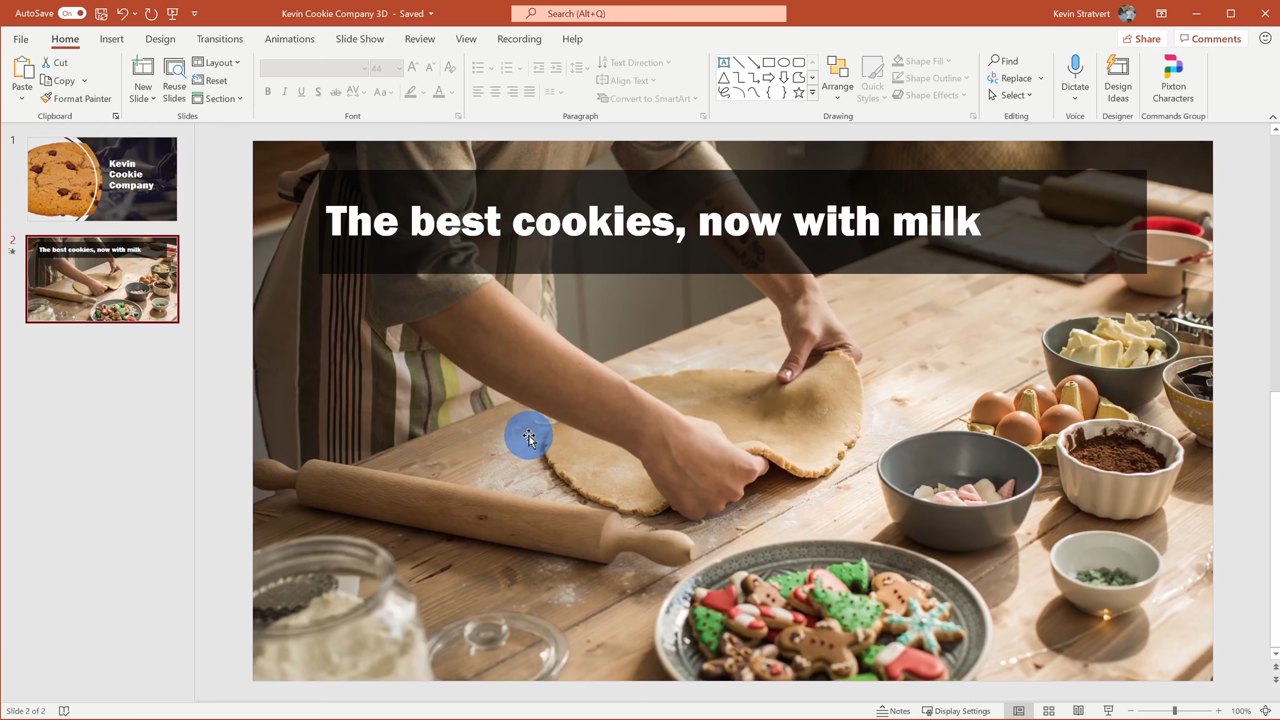 AutoSave On Kevin Cookie Company 3D - Saved Search (Alt+Q) Kevin Stratvert
File Home Insert Design Transitions Animations Slide Show Review View Recording Help Share Comments
Paste
Cut
Copy
Format Painter
Clipboard
New Slides
Reuse Slides
Layout
Reset
Section
Slides
44
Font
Text Direction
Align Text
Convert to SmartArt
Paragraph
Arrange
Quick Styles
Shape Fill
Shape Outline
Shape Effects
Drawing
Find
Replace
Select
Editing
Dictate
Voice
Design Ideas
Designer
Pixton Characters
Commands Group
1
Kevin
Cookie
Company
2
The best cookies, now with milk
The best cookies, now with milk
Slide 2 of 2 Notes Display Settings 100%